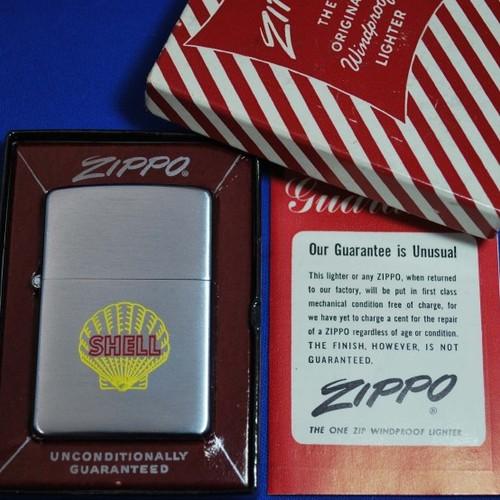 THE
ORIGINAL
Windproof
LIGHTER
ZIPPO®
SHELL
UNCONDITIONALLY
GUARANTEED
Our Guarantee is Unusual
This lighter or any ZIPPO, when returned
to our factory, will be put in first class
mechanical condition free of charge, for
we have yet to charge a cent for the repair
of a ZIPPO regardless of age or condition.
THE FINISH, HOWEVER, IS NOT
GUARANTEED.
ZIPPO®
THE ONE ZIP WINDPROOF LIGHTER